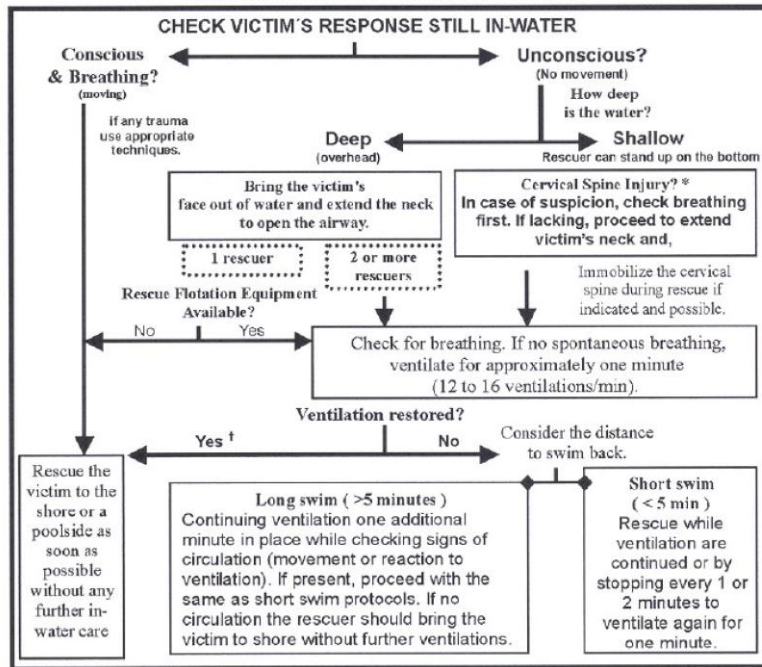 CHECK VICTIM´S RESPONSE STILL IN-WATER
Conscious
& Breathing?
(moving)
Unconscious?
(No movement)
if any trauma
use appropriate
techniques.
How deep
is the water?
Deep
(overhead)
Shallow
Rescuer can stand up on the bottom
Bring the victim's
face out of water and extend the neck
to open the airway.
Cervical Spine Injury? *
In case of suspicion, check breathing
first. If lacking, proceed to extend
victim's neck and,
1 rescuer
2 or more
rescuers
Immobilize the cervical
spine during rescue if
indicated and possible.
Rescue Flotation Equipment
Available?
No
Yes
Check for breathing. If no spontaneous breathing,
ventilate for approximately one minute
(12 to 16 ventilations/min).
Ventilation restored?
Yes †
No
Consider the distance
to swim back.
Rescue the
victim to the
shore or a
poolside as
soon as
possible
without any
further in-
water care
Long swim ( >5 minutes )
Continuing ventilation one additional
minute in place while checking signs of
circulation (movement or reaction to
ventilation). If present, proceed with the
same as short swim protocols. If no
circulation the rescuer should bring the
victim to shore without further ventilations.
Short swim
( < 5 min )
Rescue while
ventilation are
continued or by
stopping every 1 or
2 minutes to
ventilate again for
one minute.